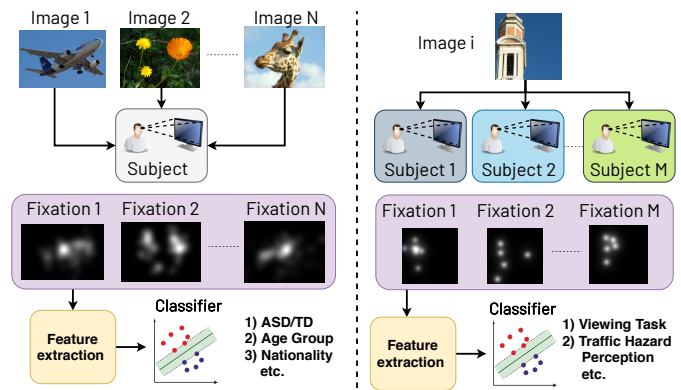 Image 1
Image 2
Image N
Subject
Fixation 1
Fixation 2
Fixation N
Feature
extraction
Classifier
1) ASD/TD
2) Age Group
3) Nationality
etc.
Image i
Subject 1
Subject 2
Subject M
Fixation 1
Fixation 2
Fixation M
Feature
extraction
Classifier
1) Viewing Task
2) Traffic Hazard
Perception
etc.